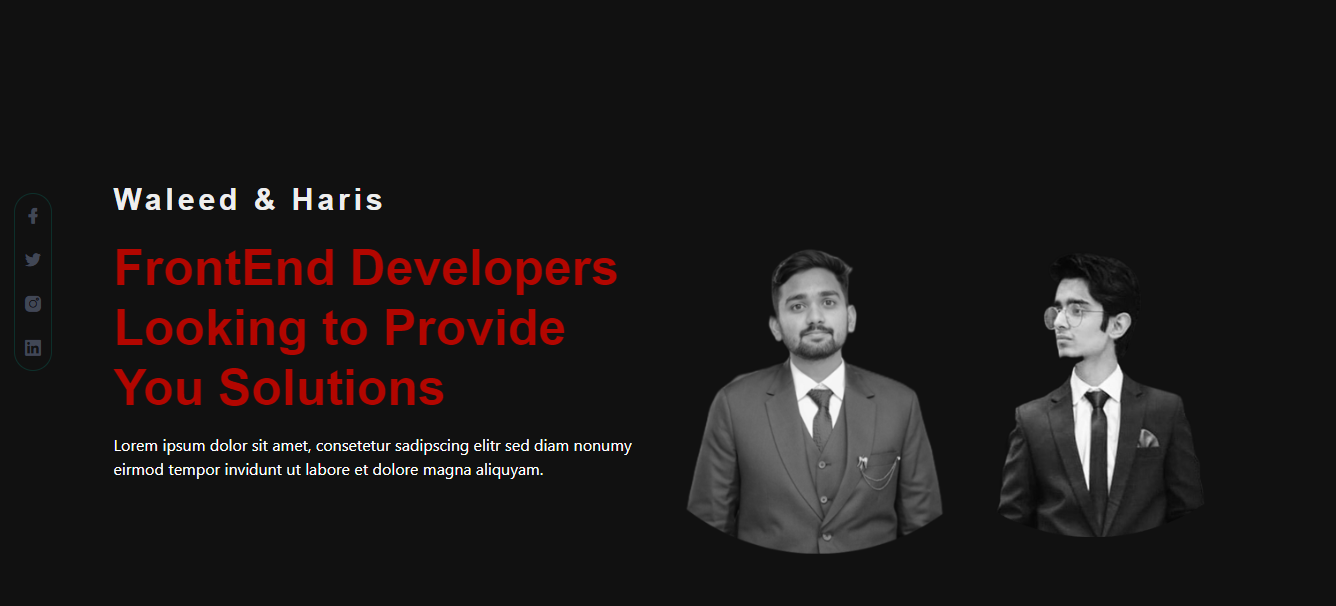 Waleed & Haris
FrontEnd Developers
Looking to Provide
You Solutions
Lorem ipsum dolor sit amet, consetetur sadipscing elitr sed diam nonumy
eirmod tempor invidunt ut labore et dolore magna aliquyam.